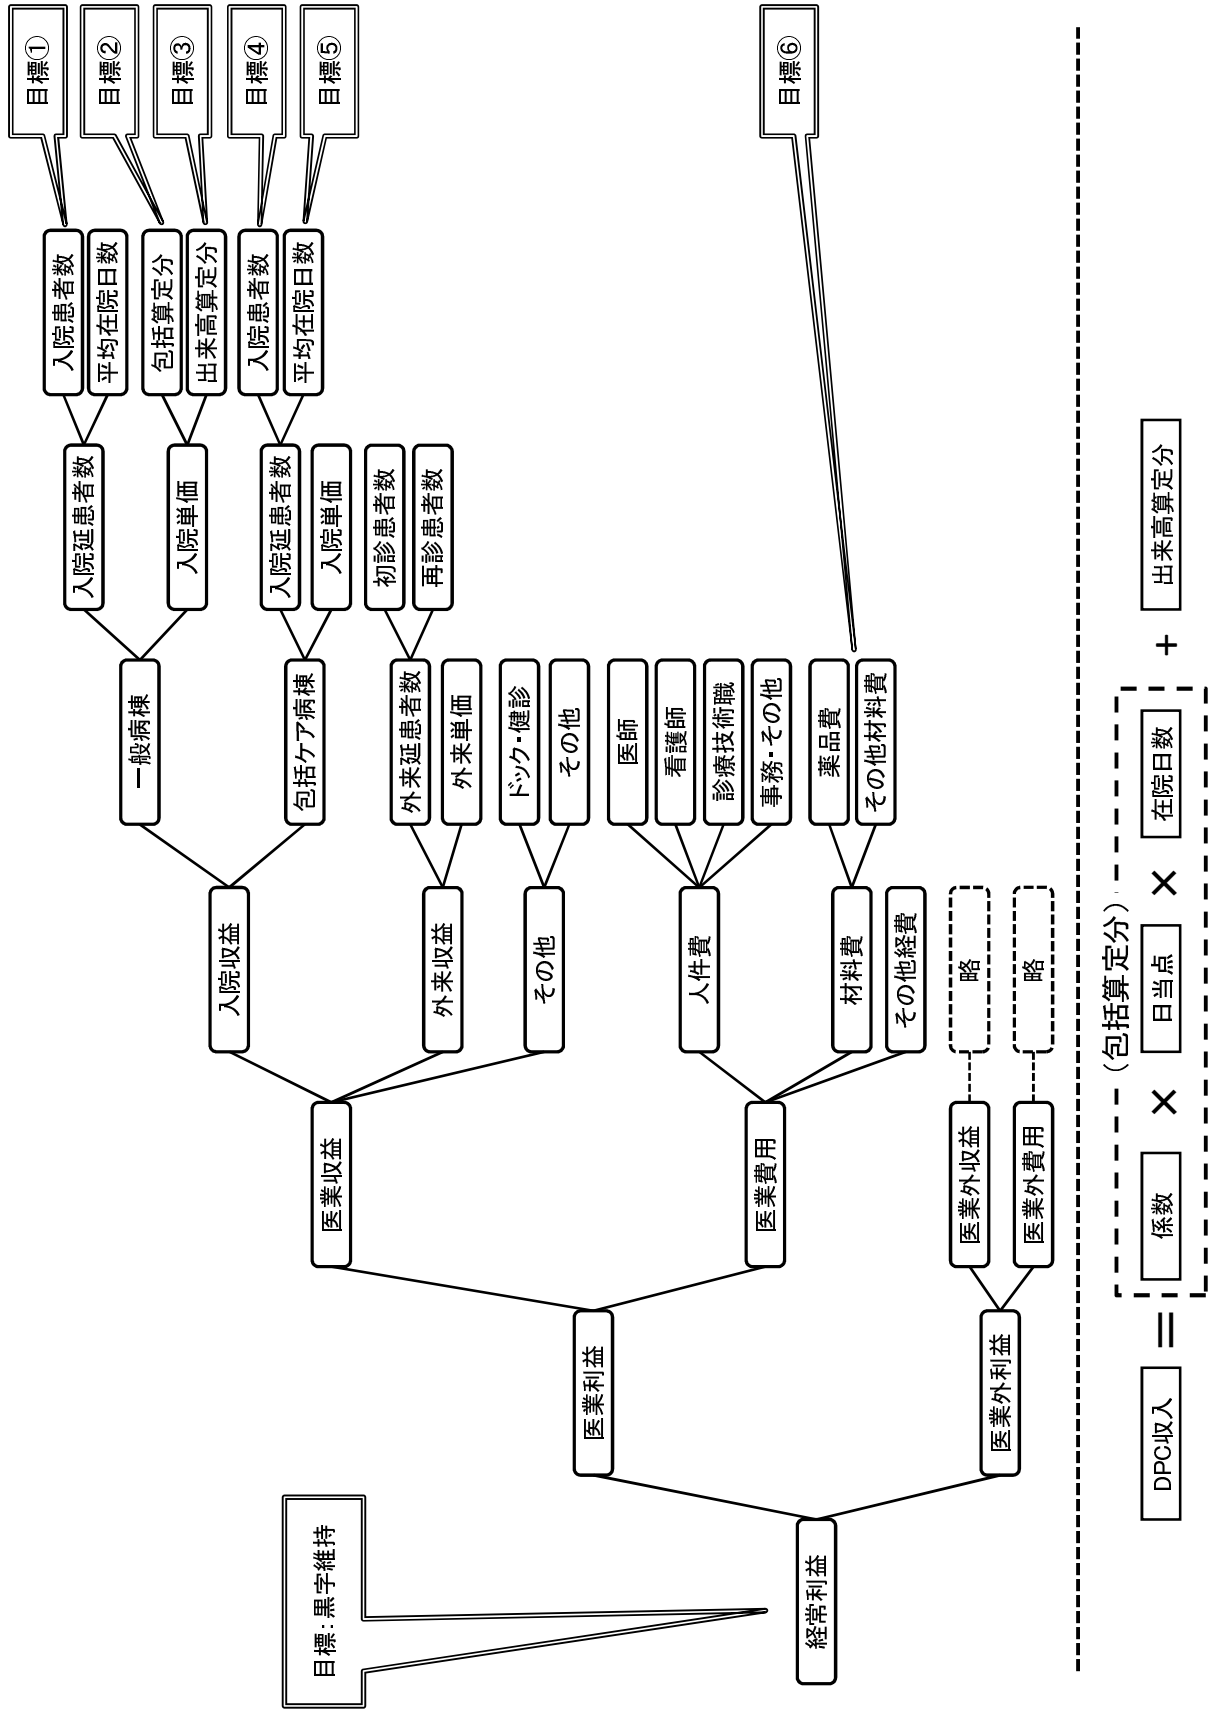 目標:黒字維持
経常利益
医業利益
医業外利益
医業収益
医業費用
医業外収益
医業外費用
入院収益
外来収益
その他
人件費
材料費
その他経費
略
略
一般病棟
包括ケア病棟
外来延患者数
外来単価
ドック・健診
その他
医師
看護師
診療技術職
事務・その他
薬品費
その他材料費
入院延患者数
入院単価
入院延患者数
入院単価
初診患者数
再診患者数
入院患者数
平均在院日数
包括算定分
出来高算定分
入院患者数
平均在院日数
目標①
目標②
目標③
目標④
目標⑤
目標⑥
(包括算定分)
DPC収入 = 係数 × 日当点 × 在院日数 + 出来高算定分